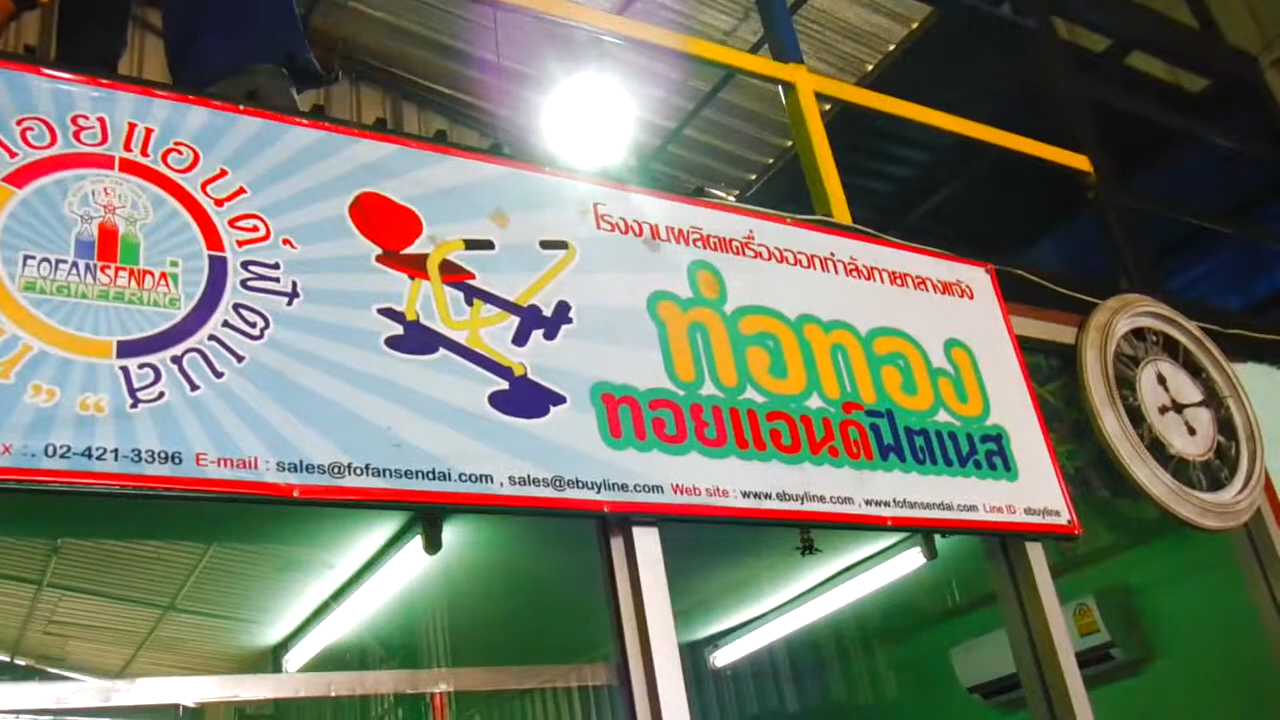 ทอยแอนด์ฟิตเนส
FOFANSENDAi
ENGINEERING
โรงงานผลิตเครื่องออกกำลังกายกลางแจ้ง
ท่อทอง
ทอยแอนด์ฟิตเนส
x :. 02-421-3396 E-mail : sales@fofansendai.com , sales@ebuyline.com Web site : www.ebuyline.com , www.fofansendai.com Line ID : ebuyline